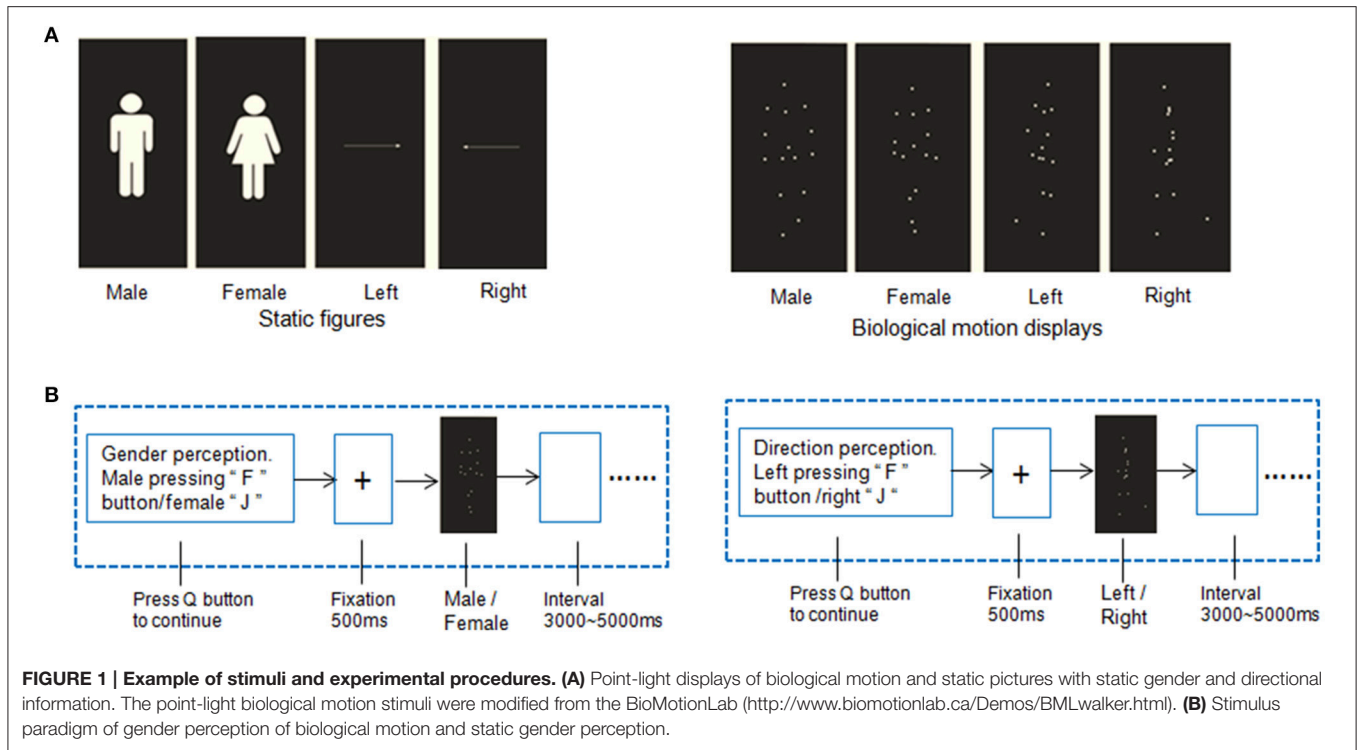 A
Male Female Left Right
Static figures
Male Female Left Right
Biological motion displays
B
Gender perception.
Male pressing “ F ”
button/female “ J ”
+
......
Press Q button
to continue
Fixation
500ms
Male /
Female
Interval
3000~5000ms
Direction perception.
Left pressing “ F ”
button /right “ J “
+
......
Press Q button
to continue
Fixation
500ms
Left /
Right
Interval
3000~5000ms
FIGURE 1 | Example of stimuli and experimental procedures. (A) Point-light displays of biological motion and static pictures with static gender and directional
information. The point-light biological motion stimuli were modified from the BioMotionLab (http://www.biomotionlab.ca/Demos/BMLwalker.html). (B) Stimulus
paradigm of gender perception of biological motion and static gender perception.